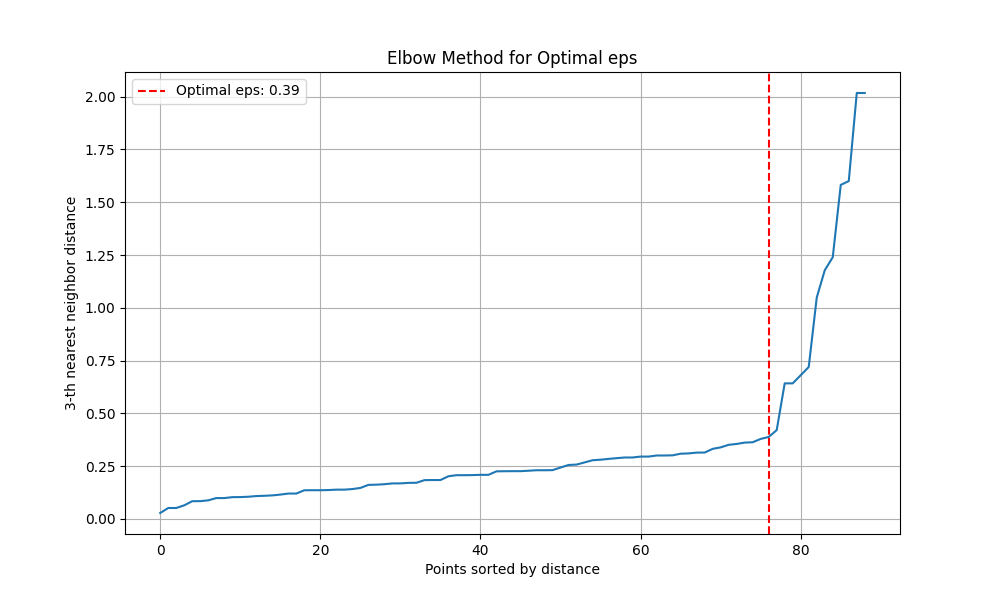 Elbow Method for Optimal eps
Optimal eps: 0.39
2.00
1.75
1.50
1.25
1.00
0.75
0.50
0.25
0.00
3-th nearest neighbor distance
0 20 40 60 80
Points sorted by distance